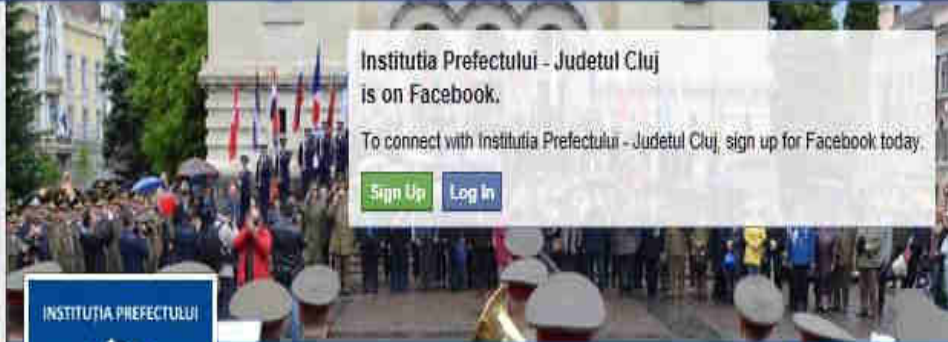 Institutia Prefectului - Judetul Cluj
is on Facebook.
To connect with Institutia Prefectului - Judetul Cluj, sign up for Facebook today.
Sign Up
Log In
INSTITUȚIA PREFECTULUI